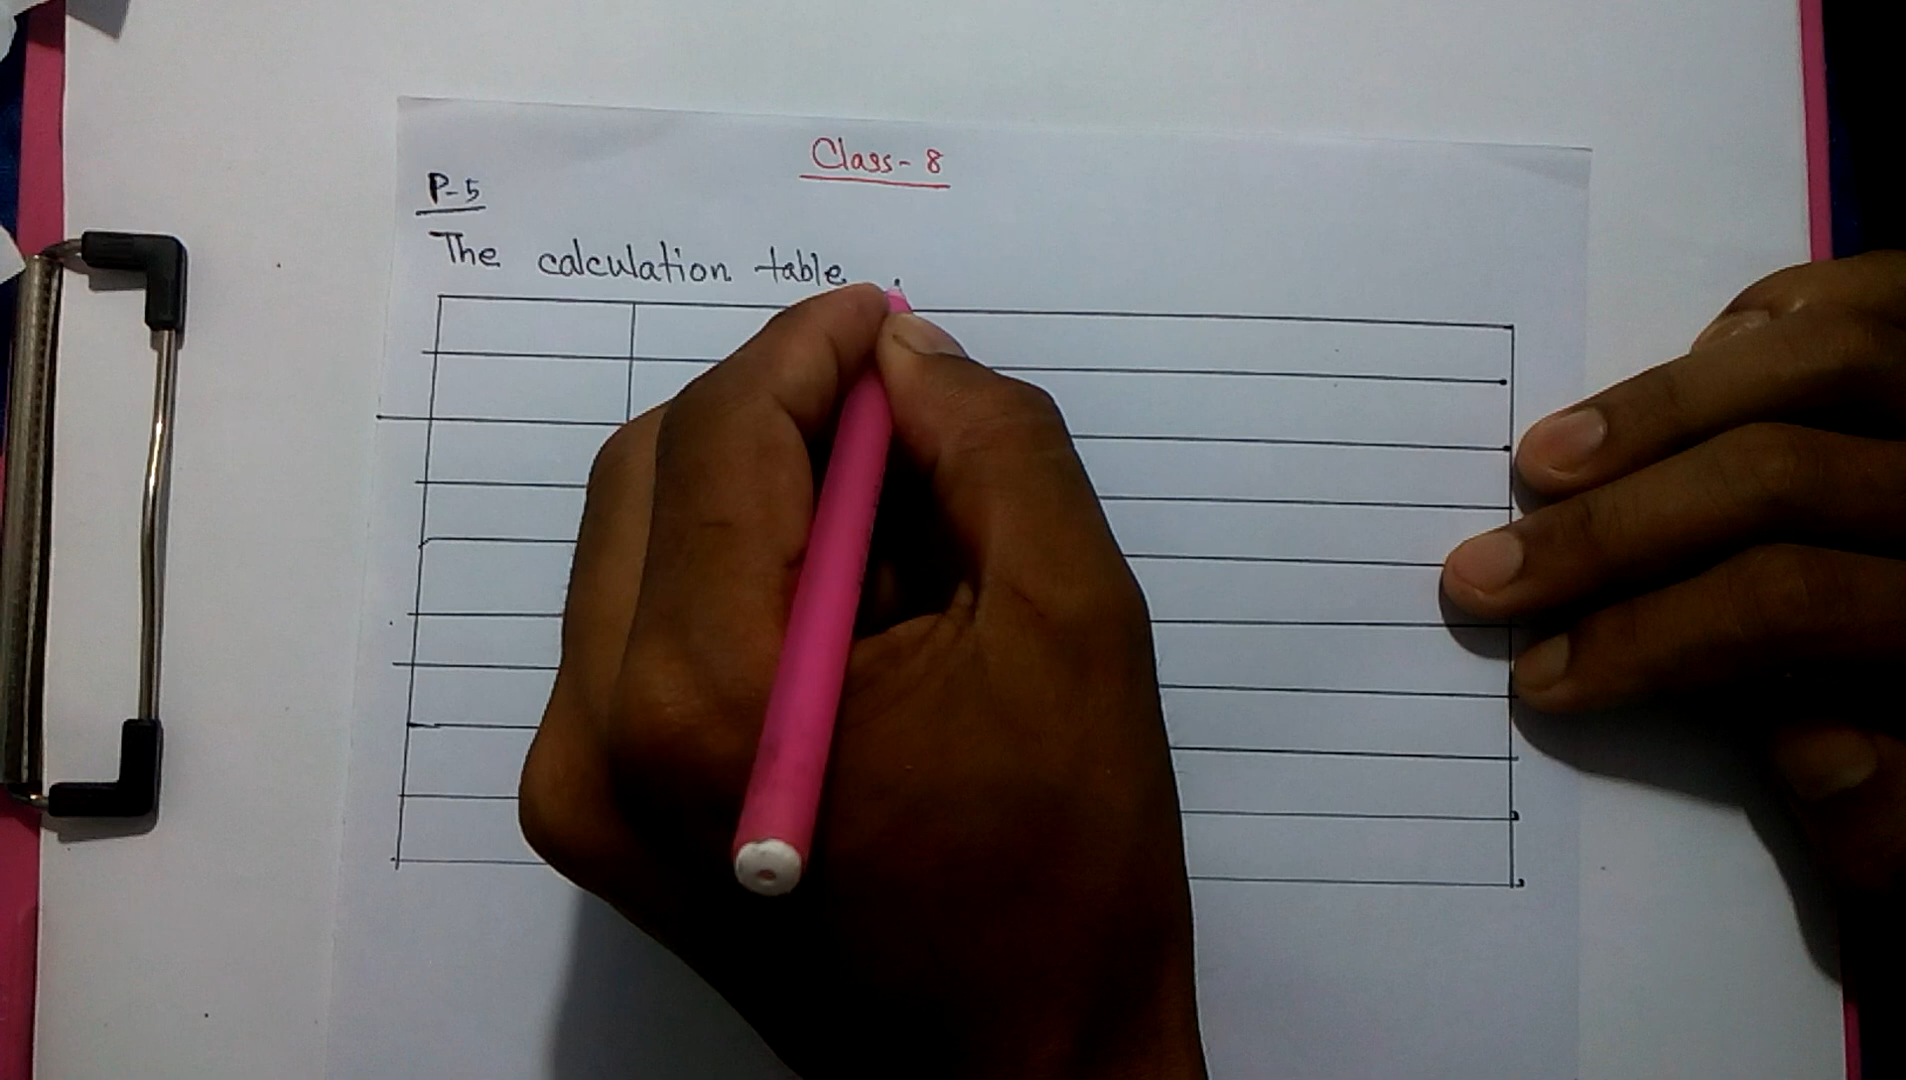 Class- 8
P-5
The calculation table